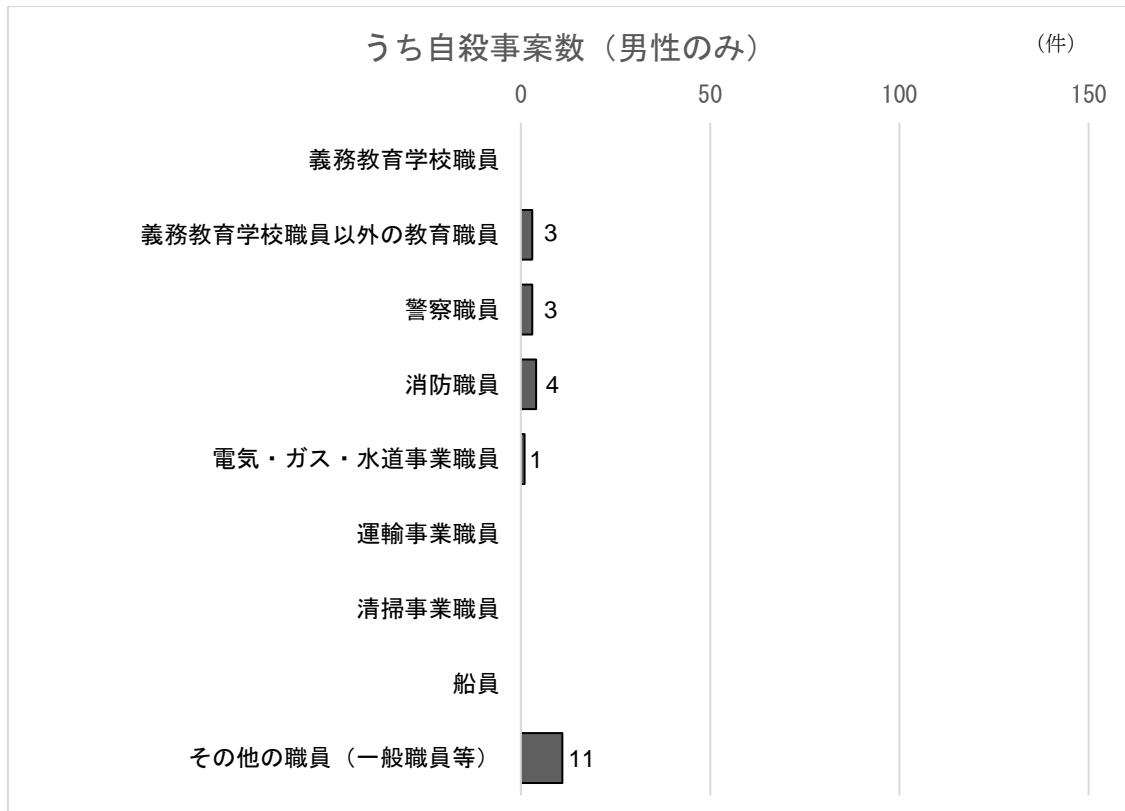 うち自殺事案数（男性のみ）
（件）
0 50 100 150
義務教育学校職員
義務教育学校職員以外の教育職員 3
警察職員 3
消防職員 4
電気・ガス・水道事業職員 1
運輸事業職員
清掃事業職員
船員
その他の職員（一般職員等） 11